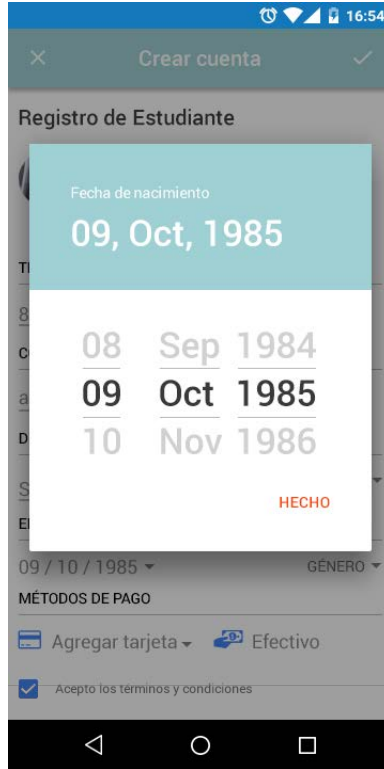 16:54
Crear cuenta
Registro de Estudiante
Fecha de nacimiento
09, Oct, 1985
08 Sep 1984
09 Oct 1985
10 Nov 1986
HECHO
09 / 10 / 1985 GÉNERO
MÉTODOS DE PAGO
Agregar tarjeta Efectivo
Acepto los términos y condiciones